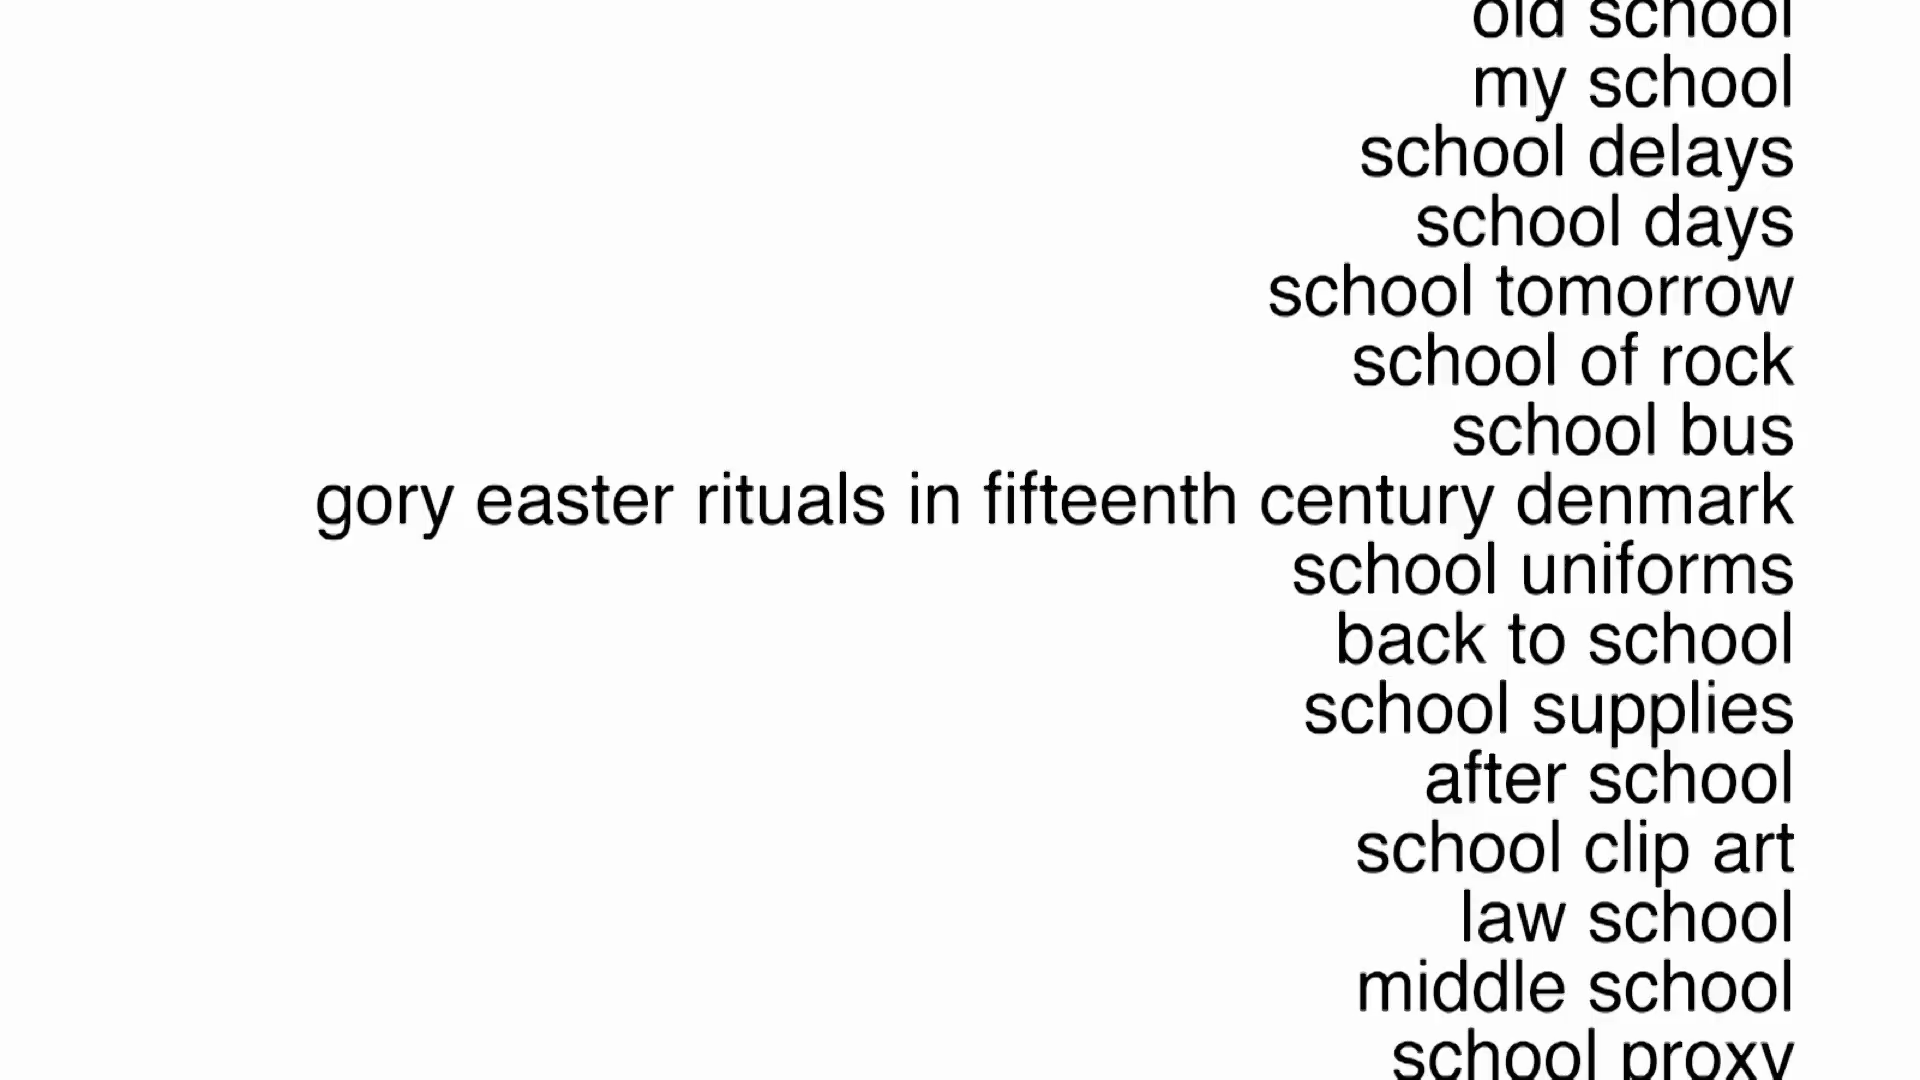 old school
my school
school delays
school days
school tomorrow
school of rock
school bus
gory easter rituals in fifteenth century denmark
school uniforms
back to school
school supplies
after school
school clip art
law school
middle school
school proxy